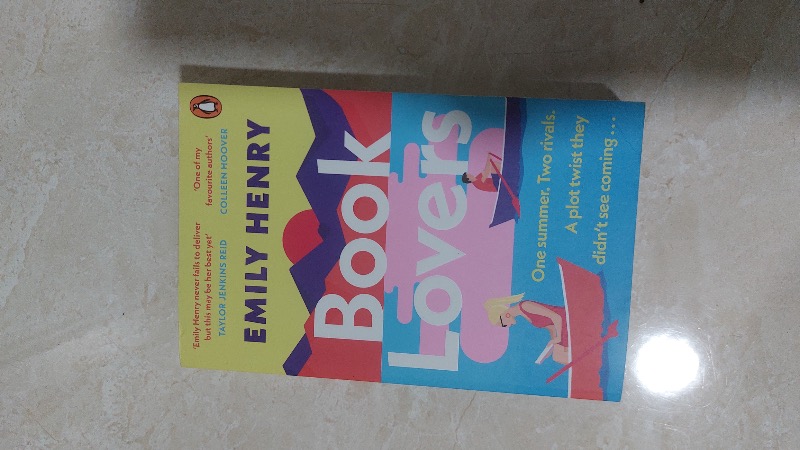 'Emily Henry never fails to deliver
but this may be her best yet'
TAYLOR JENKINS REID
'One of my
favourite authors'
COLLEEN HOOVER
EMILY HENRY
Book
Lovers
One summer. Two rivals.
A plot twist they
didn't see coming ...